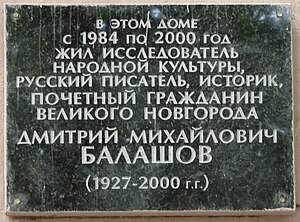 В ЭТОМ ДОМЕ
С 1984 ПО 2000 ГОД
ЖИЛ ИССЛЕДОВАТЕЛЬ
НАРОДНОЙ КУЛЬТУРЫ,
РУССКИЙ ПИСАТЕЛЬ, ИСТОРИК,
ПОЧЕТНЫЙ ГРАЖДАНИН
ВЕЛИКОГО НОВГОРОДА
ДМИТРИЙ МИХАЙЛОВИЧ
БАЛАШОВ
(1927-2000 г.г.)